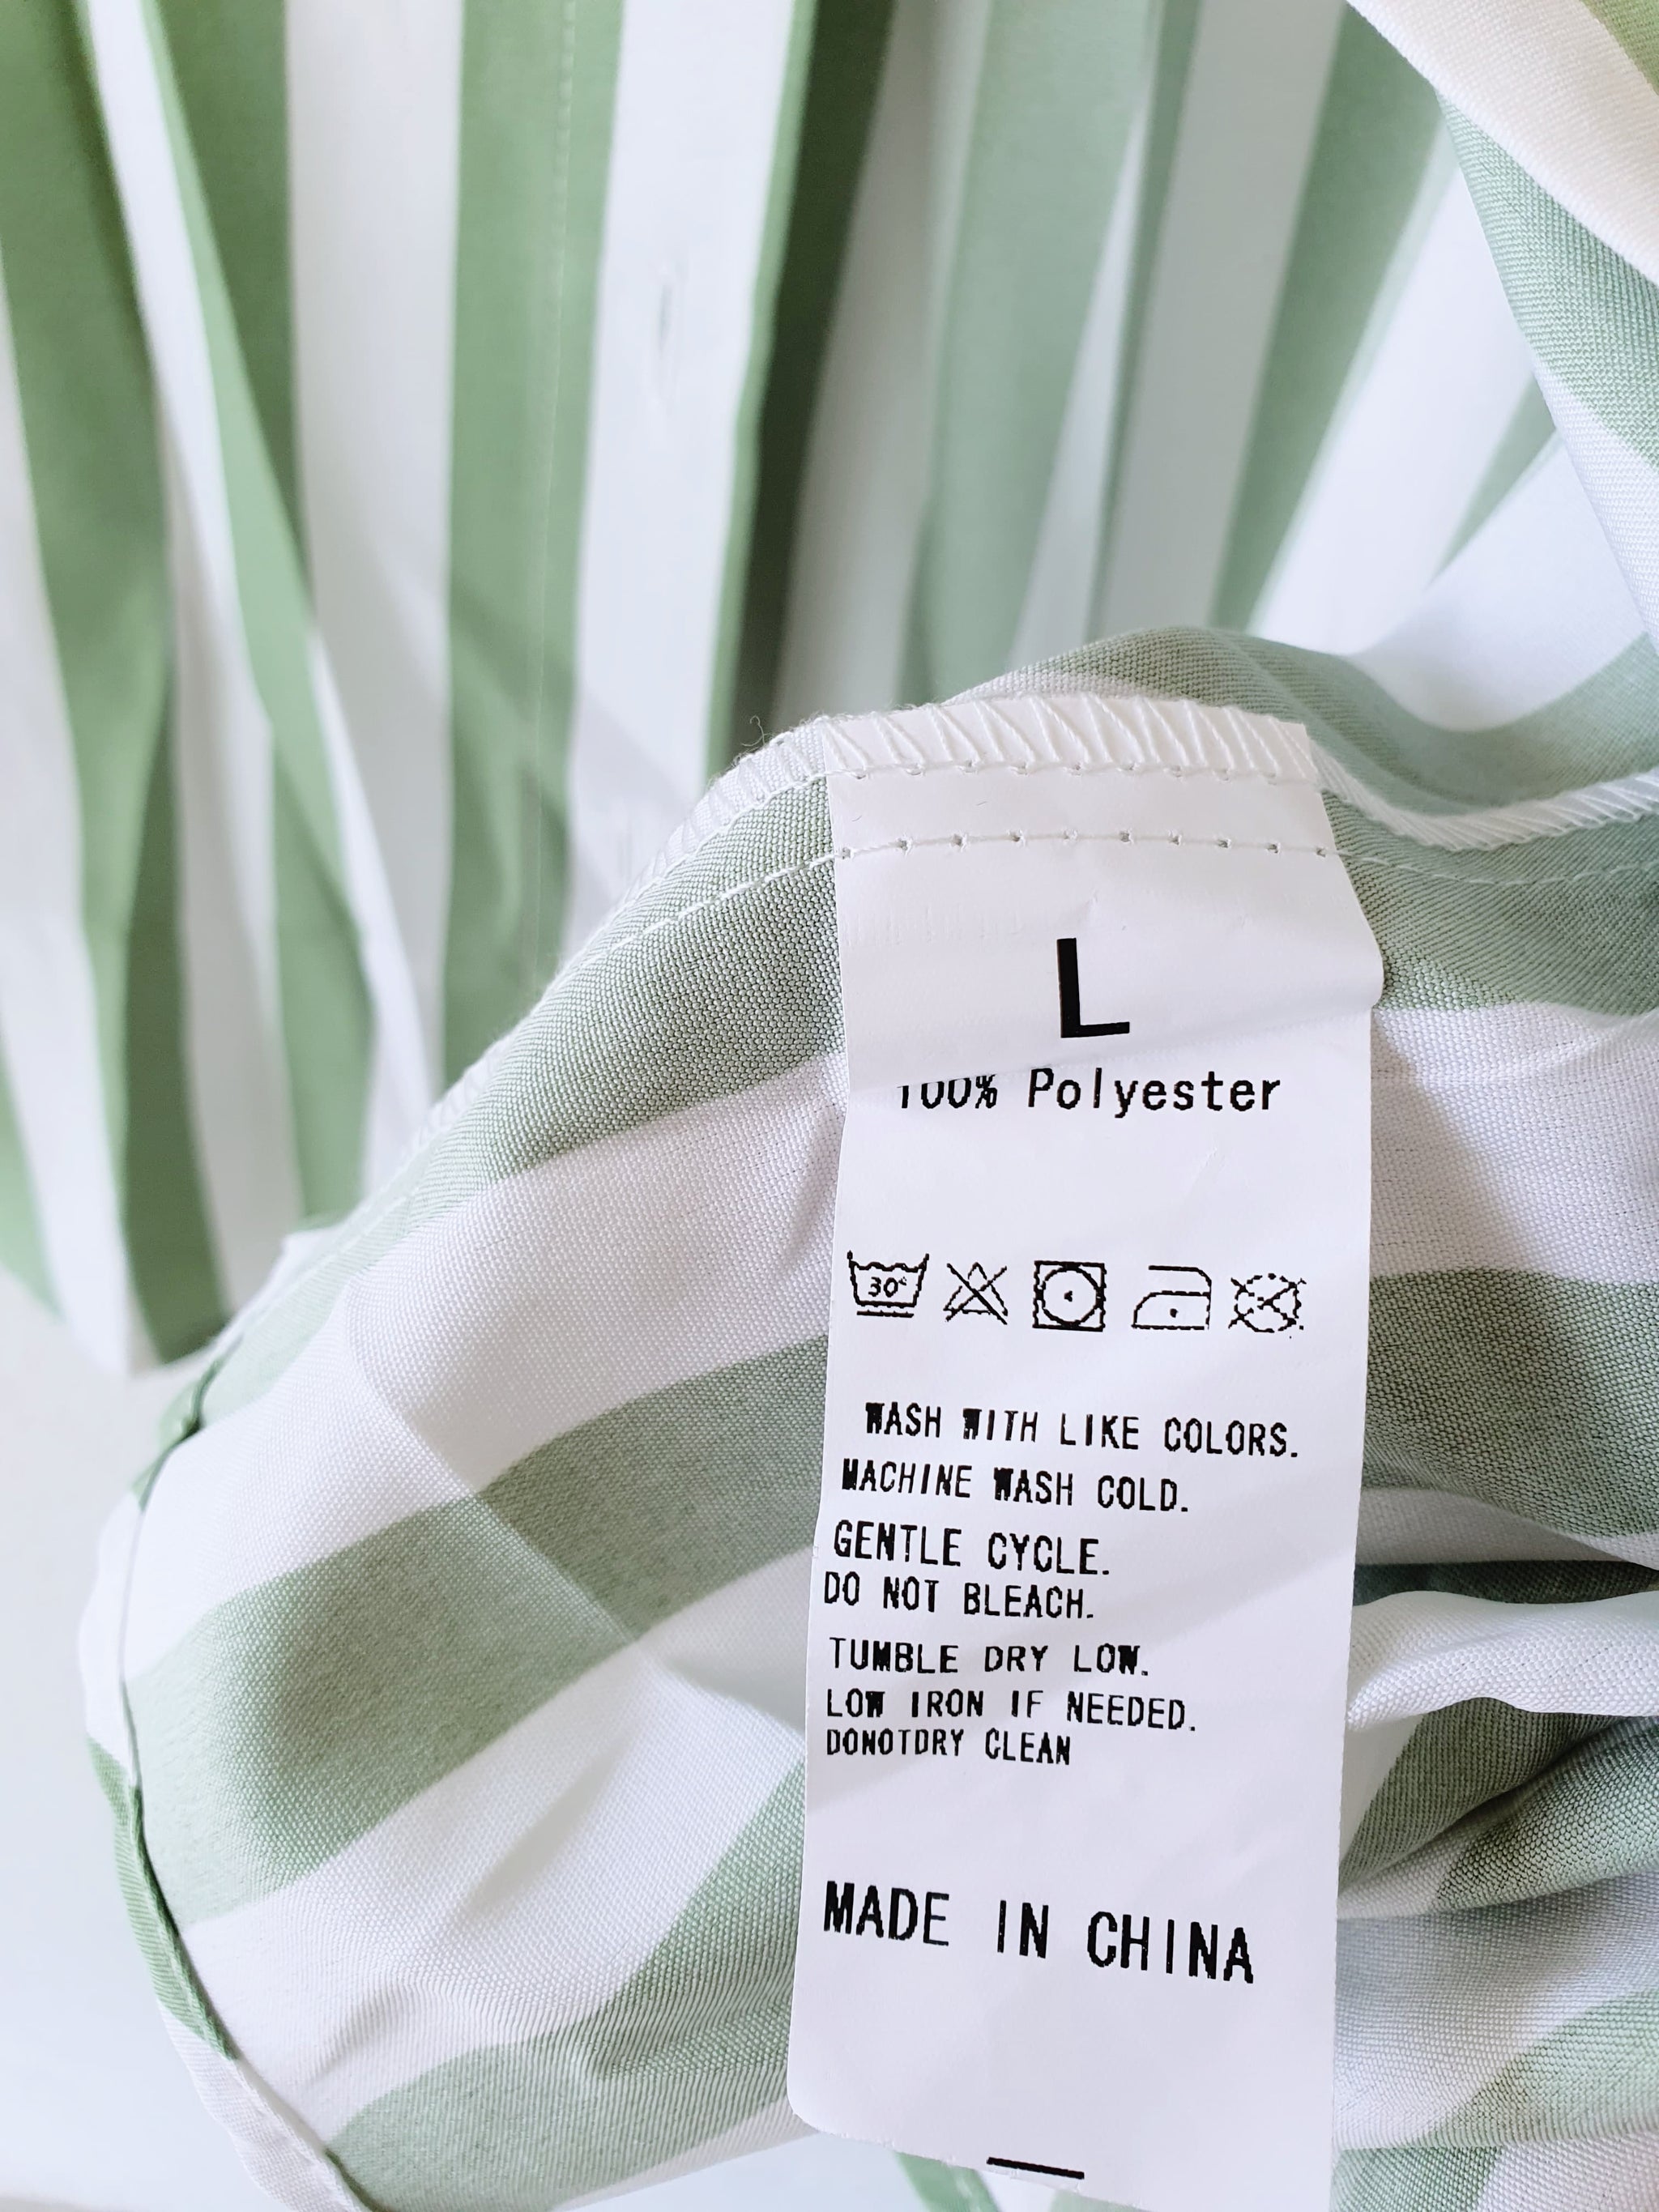 L
100% Polyester
30°
WASH WITH LIKE COLORS.
MACHINE WASH COLD.
GENTLE CYCLE.
DO NOT BLEACH.
TUMBLE DRY LOW.
LOW IRON IF NEEDED.
DONOTDRY CLEAN
MADE IN CHINA